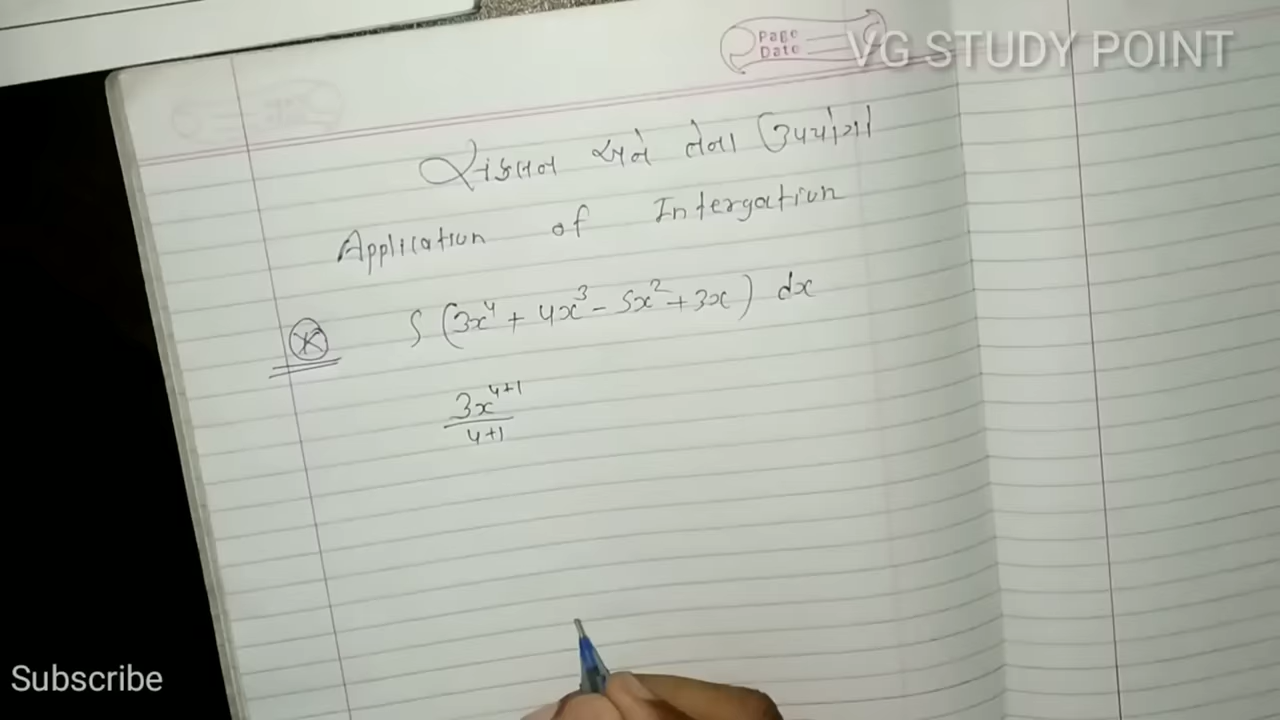 Page
Date
VG STUDY POINT
સંકલન અને તેના ઉપયોગો
Application of Intergation
* ∫ (3x⁴ + 4x³ - 5x² + 3x) dx
3x⁴⁺¹
4+1
Subscribe